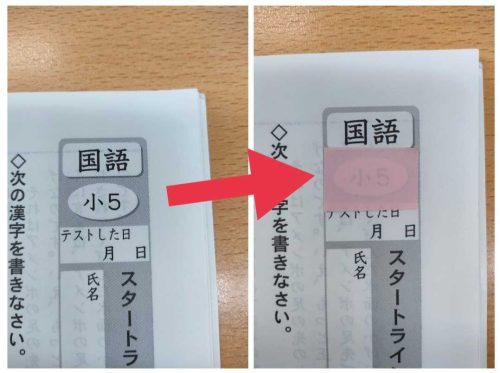 国語
小5
テストした日
月 日
氏名
スタートラ
◇次の漢字を書きなさい。
国語
小5
テストした日
月 日
氏名
スタートライ
◇次
字を書きなさい。